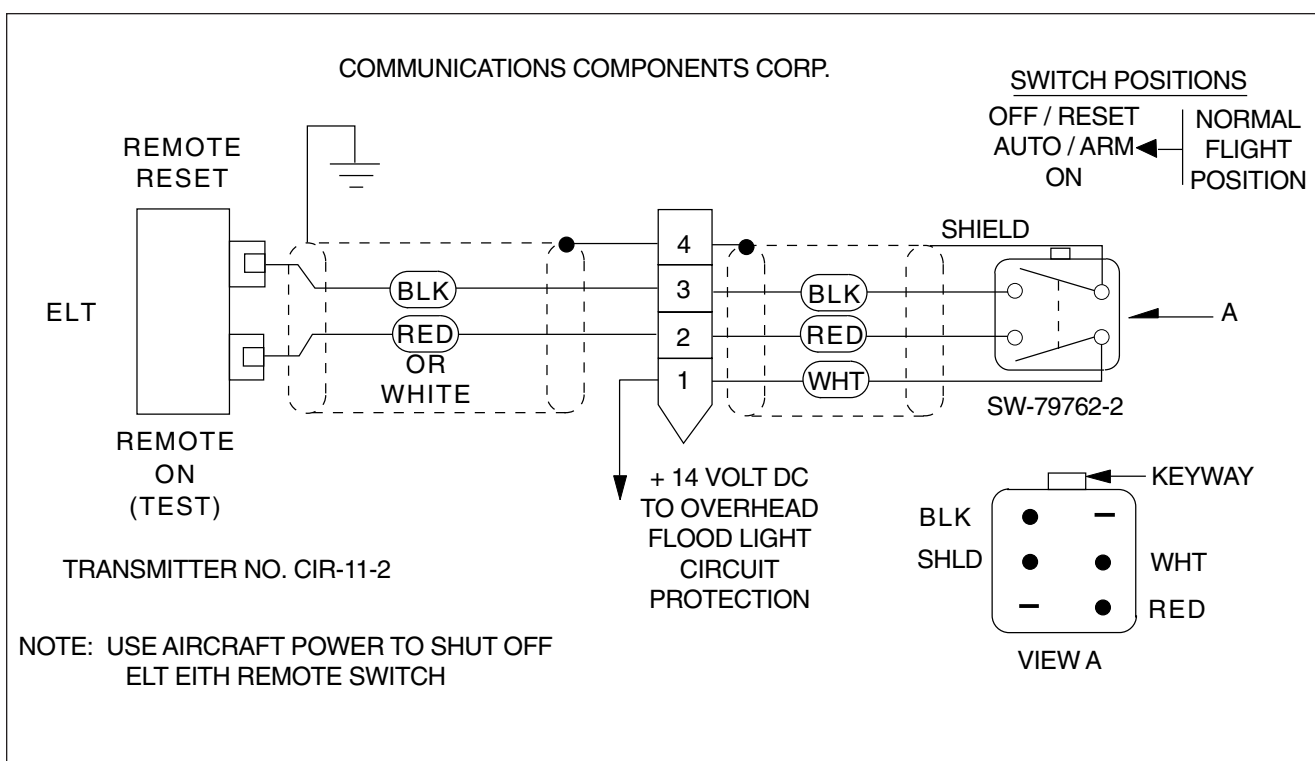 COMMUNICATIONS COMPONENTS CORP.
SWITCH POSITIONS
OFF / RESET
AUTO / ARM
ON
NORMAL
FLIGHT
POSITION
REMOTE
RESET
ELT
REMOTE
ON
(TEST)
BLK
RED
OR
WHITE
4
3
2
1
SHIELD
BLK
RED
WHT
A
SW-79762-2
+ 14 VOLT DC
TO OVERHEAD
FLOOD LIGHT
CIRCUIT
PROTECTION
KEYWAY
BLK
SHLD
WHT
RED
VIEW A
TRANSMITTER NO. CIR-11-2
NOTE: USE AIRCRAFT POWER TO SHUT OFF
ELT EITH REMOTE SWITCH